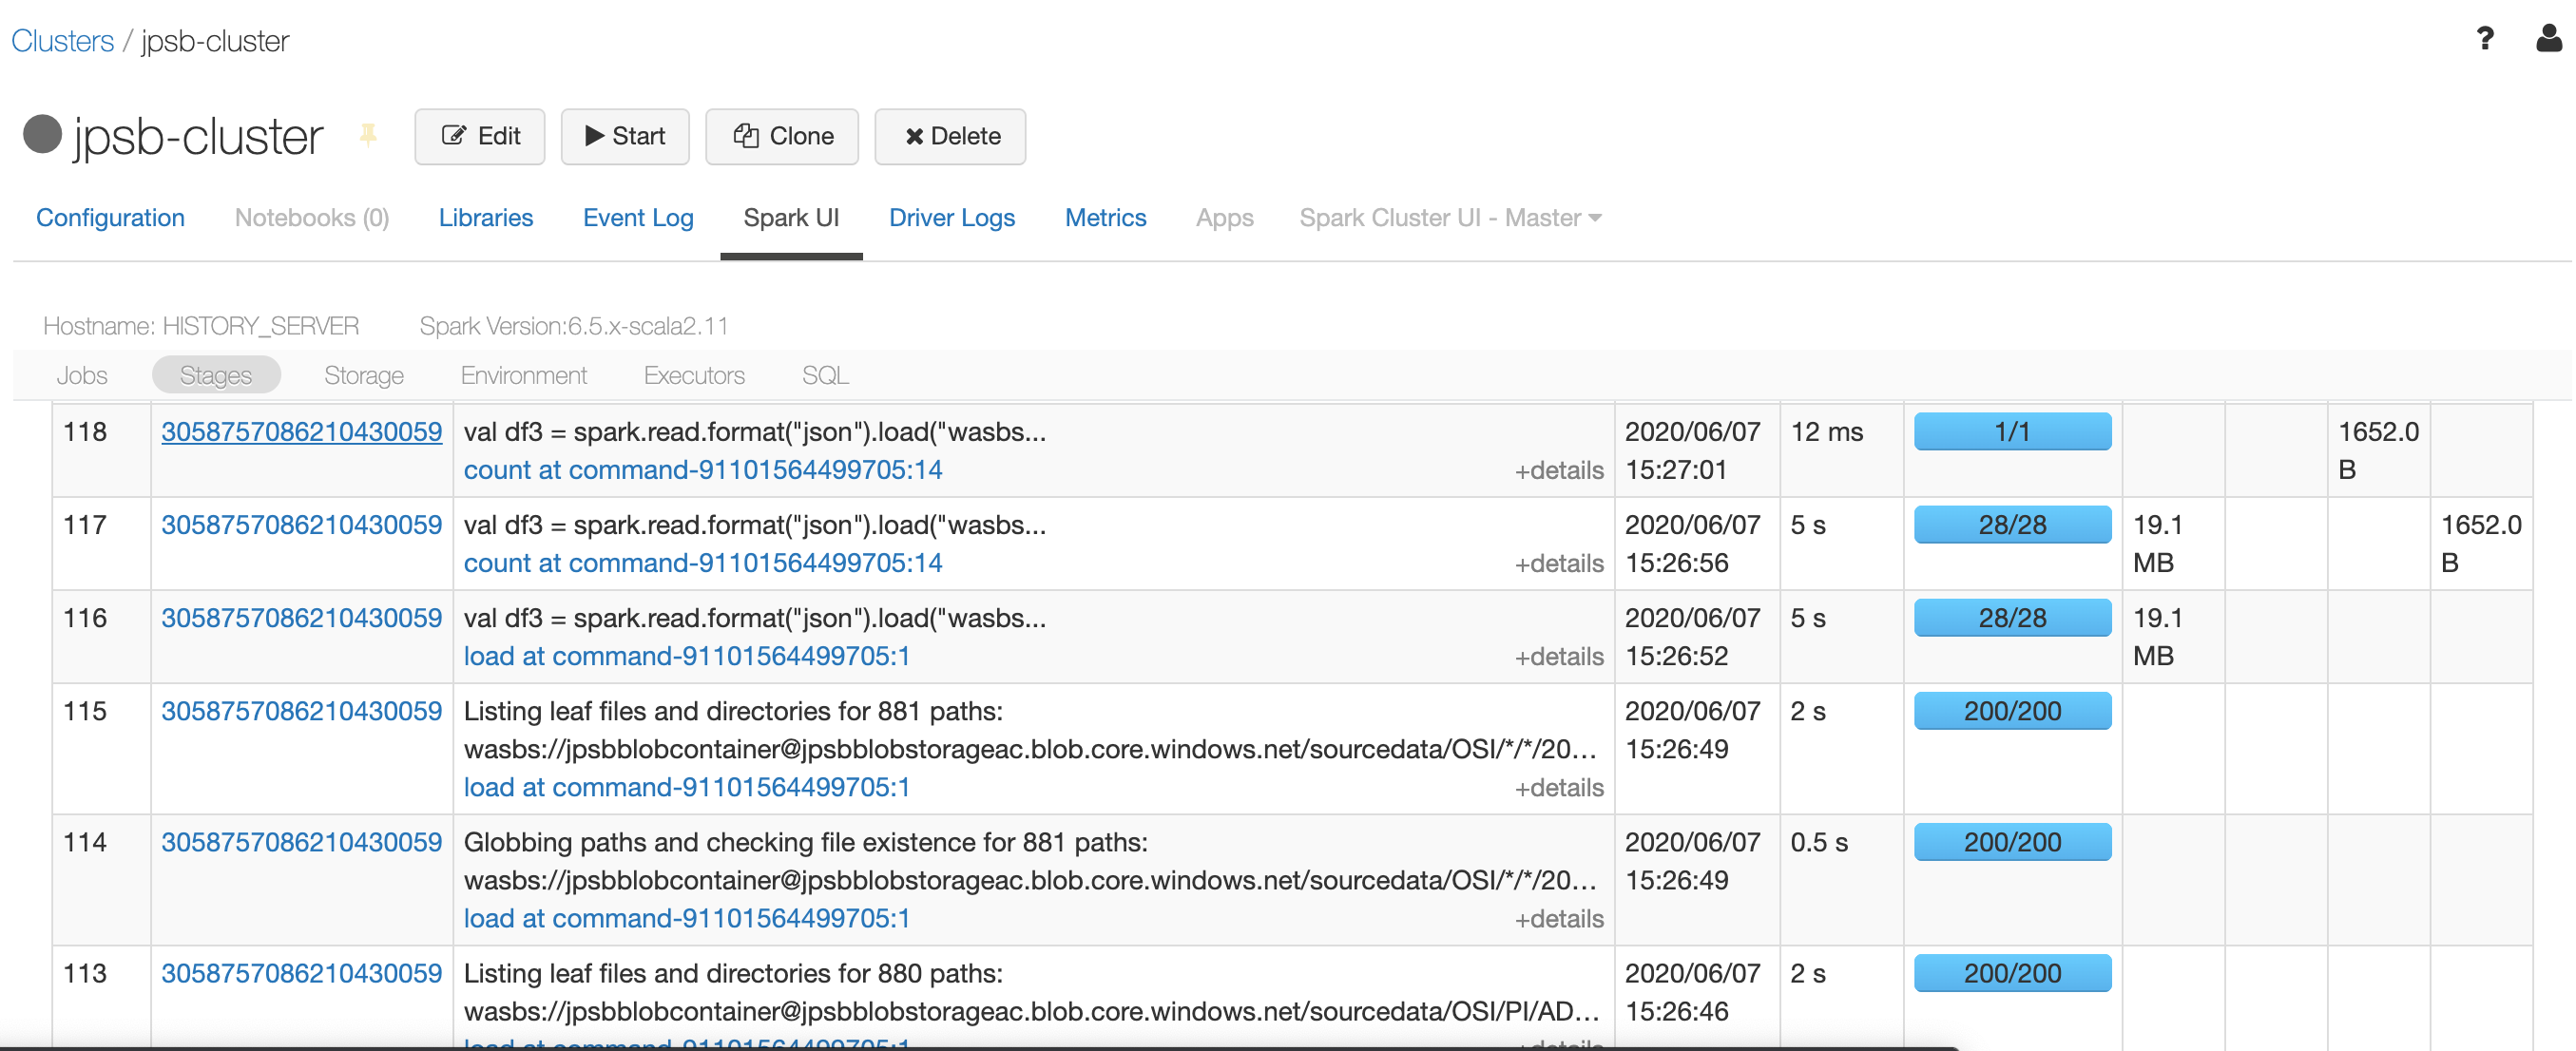 Clusters / jpsb-cluster
?
jpsb-cluster Edit Start Clone Delete
Configuration Notebooks (0) Libraries Event Log Spark UI Driver Logs Metrics Apps Spark Cluster UI - Master
Hostname: HISTORY_SERVER Spark Version:6.5.x-scala2.11
Jobs Stages Storage Environment Executors SQL
118 3058757086210430059 val df3 = spark.read.format("json").load("wasbs... 2020/06/07 12 ms 1/1 1652.0
count at command-91101564499705:14 +details 15:27:01 B
117 3058757086210430059 val df3 = spark.read.format("json").load("wasbs... 2020/06/07 5 s 28/28 19.1 1652.0
count at command-91101564499705:14 +details 15:26:56 MB B
116 3058757086210430059 val df3 = spark.read.format("json").load("wasbs... 2020/06/07 5 s 28/28 19.1
load at command-91101564499705:1 +details 15:26:52 MB
115 3058757086210430059 Listing leaf files and directories for 881 paths: 2020/06/07 2 s 200/200
wasbs://jpsbblobcontainer@jpsbblobstorageac.blob.core.windows.net/sourcedata/OSI/*/*/20... 15:26:49
load at command-91101564499705:1 +details
114 3058757086210430059 Globbing paths and checking file existence for 881 paths: 2020/06/07 0.5 s 200/200
wasbs://jpsbblobcontainer@jpsbblobstorageac.blob.core.windows.net/sourcedata/OSI/*/*/20... 15:26:49
load at command-91101564499705:1 +details
113 3058757086210430059 Listing leaf files and directories for 880 paths: 2020/06/07 2 s 200/200
wasbs://jpsbblobcontainer@jpsbblobstorageac.blob.core.windows.net/sourcedata/OSI/PI/AD... 15:26:46
load at command-91101564499705:1 +details